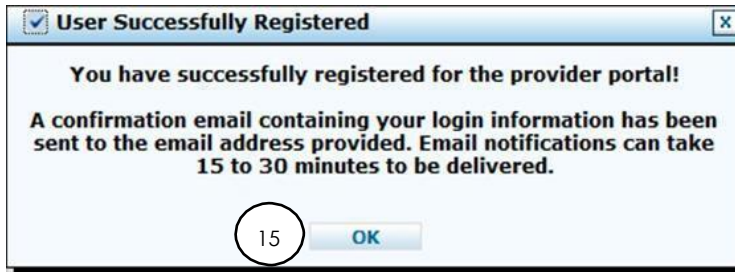 User Successfully Registered
x
You have successfully registered for the provider portal!
A confirmation email containing your login information has been
sent to the email address provided. Email notifications can take
15 to 30 minutes to be delivered.
15 OK